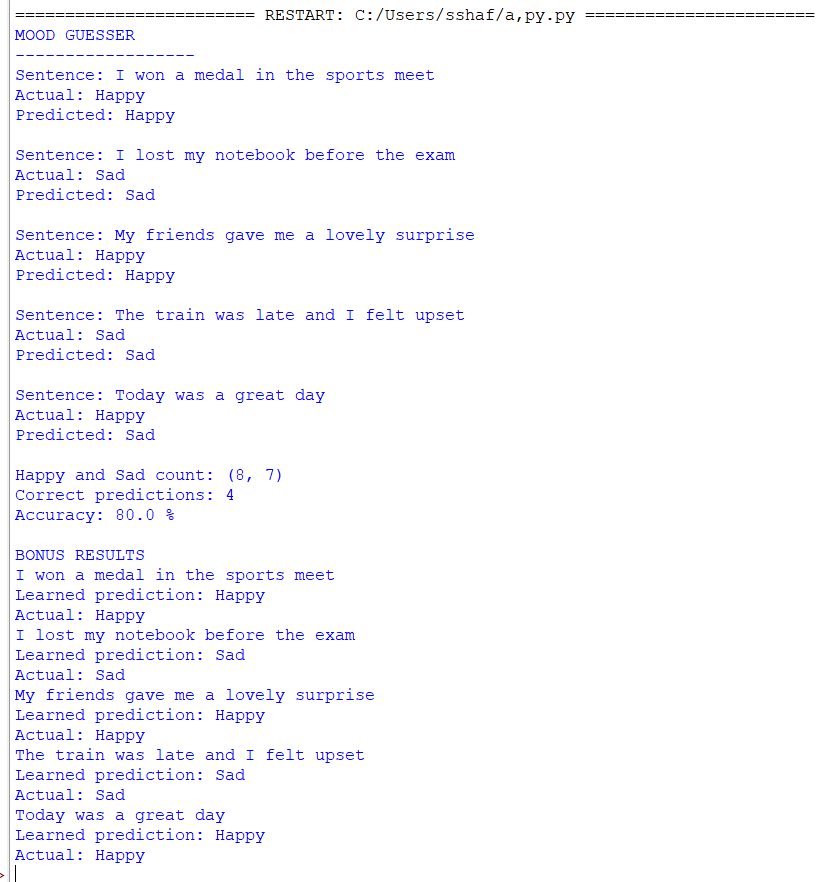 ======================== RESTART: C:/Users/sshaf/a,py.py =======================
MOOD GUESSER
------------------
Sentence: I won a medal in the sports meet
Actual: Happy
Predicted: Happy

Sentence: I lost my notebook before the exam
Actual: Sad
Predicted: Sad

Sentence: My friends gave me a lovely surprise
Actual: Happy
Predicted: Happy

Sentence: The train was late and I felt upset
Actual: Sad
Predicted: Sad

Sentence: Today was a great day
Actual: Happy
Predicted: Sad

Happy and Sad count: (8, 7)
Correct predictions: 4
Accuracy: 80.0 %

BONUS RESULTS
I won a medal in the sports meet
Learned prediction: Happy
Actual: Happy
I lost my notebook before the exam
Learned prediction: Sad
Actual: Sad
My friends gave me a lovely surprise
Learned prediction: Happy
Actual: Happy
The train was late and I felt upset
Learned prediction: Sad
Actual: Sad
Today was a great day
Learned prediction: Happy
Actual: Happy
>